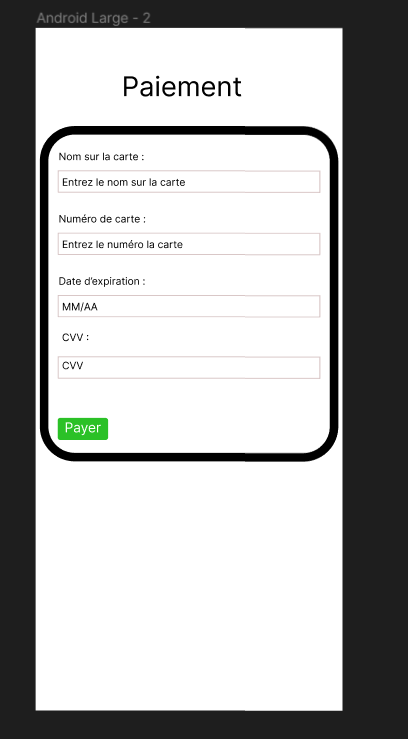 Android Large - 2
Paiement
Nom sur la carte :
Entrez le nom sur la carte
Numéro de carte :
Entrez le numéro la carte
Date d'expiration :
MM/AA
CVV :
CVV
Payer